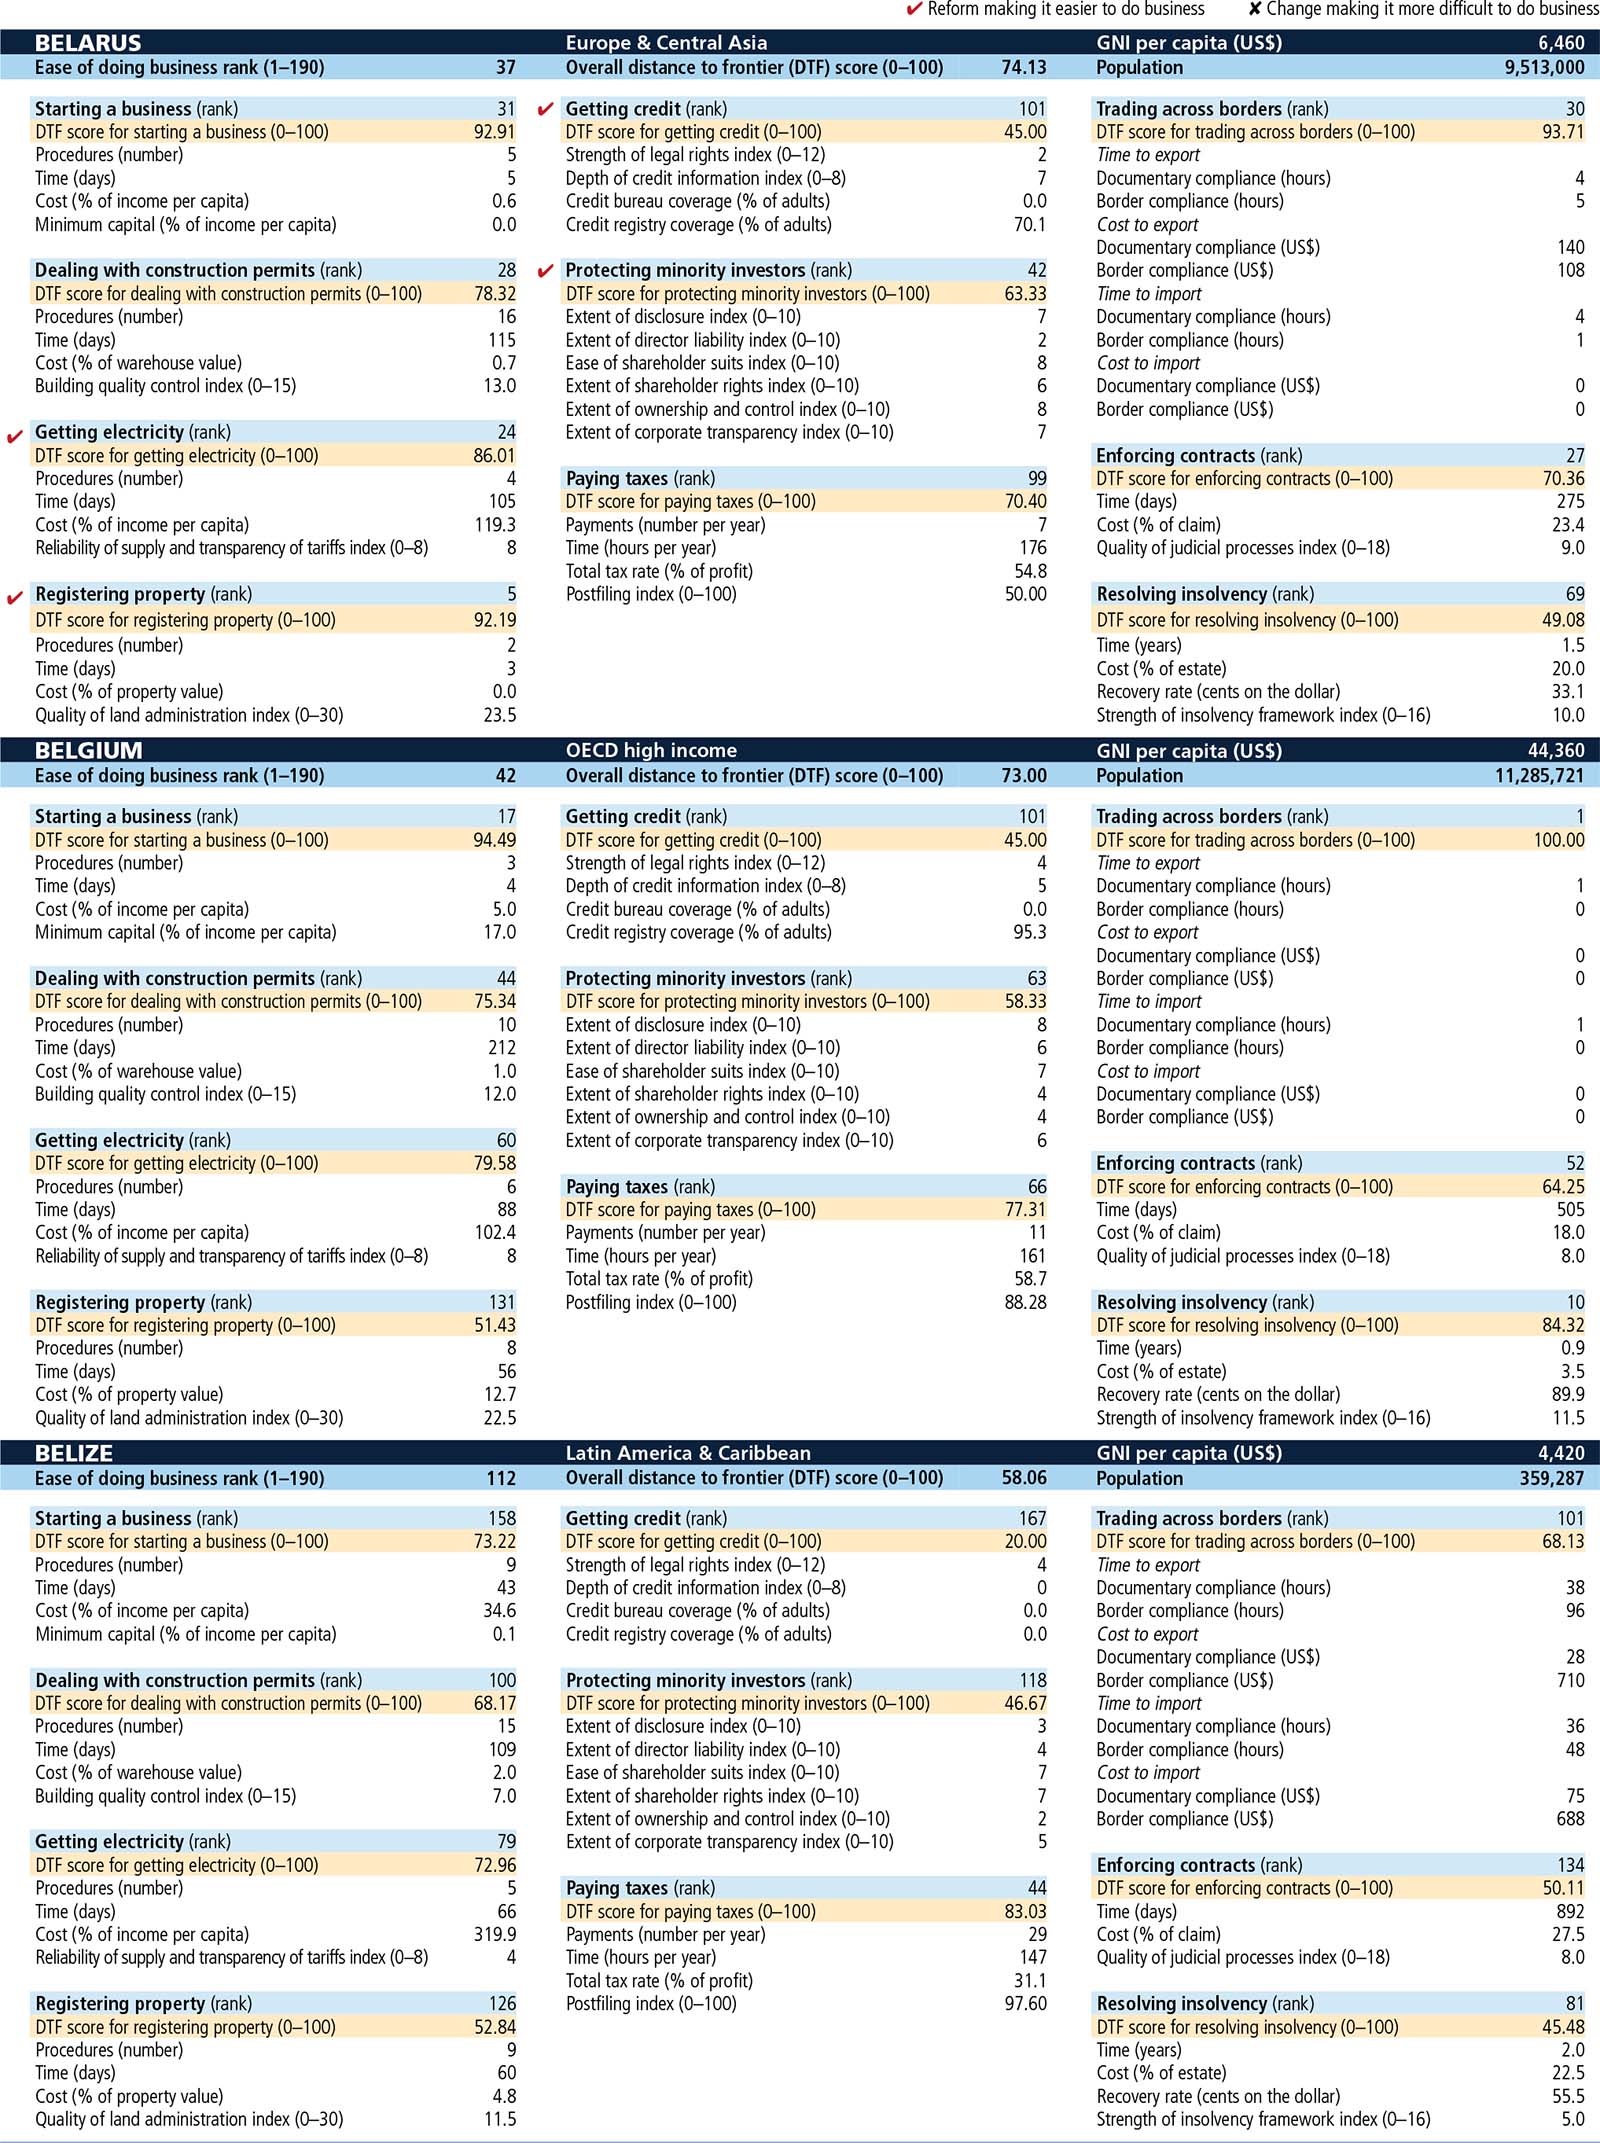 ✔ Reform making it easier to do business ✘ Change making it more difficult to do business
BELARUS Europe & Central Asia GNI per capita (US$) 6,460
Ease of doing business rank (1–190) 37 Overall distance to frontier (DTF) score (0–100) 74.13 Population 9,513,000
Starting a business (rank) 31
DTF score for starting a business (0–100) 92.91
Procedures (number) 5
Time (days) 5
Cost (% of income per capita) 0.6
Minimum capital (% of income per capita) 0.0
Dealing with construction permits (rank) 28
DTF score for dealing with construction permits (0–100) 78.32
Procedures (number) 16
Time (days) 115
Cost (% of warehouse value) 0.7
Building quality control index (0–15) 13.0
✔ Getting electricity (rank) 24
DTF score for getting electricity (0–100) 86.01
Procedures (number) 4
Time (days) 105
Cost (% of income per capita) 119.3
Reliability of supply and transparency of tariffs index (0–8) 8
✔ Registering property (rank) 5
DTF score for registering property (0–100) 92.19
Procedures (number) 2
Time (days) 3
Cost (% of property value) 0.0
Quality of land administration index (0–30) 23.5
✔ Getting credit (rank) 101
DTF score for getting credit (0–100) 45.00
Strength of legal rights index (0–12) 2
Depth of credit information index (0–8) 7
Credit bureau coverage (% of adults) 0.0
Credit registry coverage (% of adults) 70.1
✔ Protecting minority investors (rank) 42
DTF score for protecting minority investors (0–100) 63.33
Extent of disclosure index (0–10) 7
Extent of director liability index (0–10) 2
Ease of shareholder suits index (0–10) 8
Extent of shareholder rights index (0–10) 6
Extent of ownership and control index (0–10) 8
Extent of corporate transparency index (0–10) 7
Paying taxes (rank) 99
DTF score for paying taxes (0–100) 70.40
Payments (number per year) 7
Time (hours per year) 176
Total tax rate (% of profit) 54.8
Postfiling index (0–100) 50.00
Trading across borders (rank) 30
DTF score for trading across borders (0–100) 93.71
Time to export
Documentary compliance (hours) 4
Border compliance (hours) 5
Cost to export
Documentary compliance (US$) 140
Border compliance (US$) 108
Time to import
Documentary compliance (hours) 4
Border compliance (hours) 1
Cost to import
Documentary compliance (US$) 0
Border compliance (US$) 0
Enforcing contracts (rank) 27
DTF score for enforcing contracts (0–100) 70.36
Time (days) 275
Cost (% of claim) 23.4
Quality of judicial processes index (0–18) 9.0
Resolving insolvency (rank) 69
DTF score for resolving insolvency (0–100) 49.08
Time (years) 1.5
Cost (% of estate) 20.0
Recovery rate (cents on the dollar) 33.1
Strength of insolvency framework index (0–16) 10.0
BELGIUM OECD high income GNI per capita (US$) 44,360
Ease of doing business rank (1–190) 42 Overall distance to frontier (DTF) score (0–100) 73.00 Population 11,285,721
Starting a business (rank) 17
DTF score for starting a business (0–100) 94.49
Procedures (number) 3
Time (days) 4
Cost (% of income per capita) 5.0
Minimum capital (% of income per capita) 17.0
Dealing with construction permits (rank) 44
DTF score for dealing with construction permits (0–100) 75.34
Procedures (number) 10
Time (days) 212
Cost (% of warehouse value) 1.0
Building quality control index (0–15) 12.0
Getting electricity (rank) 60
DTF score for getting electricity (0–100) 79.58
Procedures (number) 6
Time (days) 88
Cost (% of income per capita) 102.4
Reliability of supply and transparency of tariffs index (0–8) 8
Registering property (rank) 131
DTF score for registering property (0–100) 51.43
Procedures (number) 8
Time (days) 56
Cost (% of property value) 12.7
Quality of land administration index (0–30) 22.5
Getting credit (rank) 101
DTF score for getting credit (0–100) 45.00
Strength of legal rights index (0–12) 4
Depth of credit information index (0–8) 5
Credit bureau coverage (% of adults) 0.0
Credit registry coverage (% of adults) 95.3
Protecting minority investors (rank) 63
DTF score for protecting minority investors (0–100) 58.33
Extent of disclosure index (0–10) 8
Extent of director liability index (0–10) 6
Ease of shareholder suits index (0–10) 7
Extent of shareholder rights index (0–10) 4
Extent of ownership and control index (0–10) 4
Extent of corporate transparency index (0–10) 6
Paying taxes (rank) 66
DTF score for paying taxes (0–100) 77.31
Payments (number per year) 11
Time (hours per year) 161
Total tax rate (% of profit) 58.7
Postfiling index (0–100) 88.28
Trading across borders (rank) 1
DTF score for trading across borders (0–100) 100.00
Time to export
Documentary compliance (hours) 1
Border compliance (hours) 0
Cost to export
Documentary compliance (US$) 0
Border compliance (US$) 0
Time to import
Documentary compliance (hours) 1
Border compliance (hours) 0
Cost to import
Documentary compliance (US$) 0
Border compliance (US$) 0
Enforcing contracts (rank) 52
DTF score for enforcing contracts (0–100) 64.25
Time (days) 505
Cost (% of claim) 18.0
Quality of judicial processes index (0–18) 8.0
Resolving insolvency (rank) 10
DTF score for resolving insolvency (0–100) 84.32
Time (years) 0.9
Cost (% of estate) 3.5
Recovery rate (cents on the dollar) 89.9
Strength of insolvency framework index (0–16) 11.5
BELIZE Latin America & Caribbean GNI per capita (US$) 4,420
Ease of doing business rank (1–190) 112 Overall distance to frontier (DTF) score (0–100) 58.06 Population 359,287
Starting a business (rank) 158
DTF score for starting a business (0–100) 73.22
Procedures (number) 9
Time (days) 43
Cost (% of income per capita) 34.6
Minimum capital (% of income per capita) 0.1
Dealing with construction permits (rank) 100
DTF score for dealing with construction permits (0–100) 68.17
Procedures (number) 15
Time (days) 109
Cost (% of warehouse value) 2.0
Building quality control index (0–15) 7.0
Getting electricity (rank) 79
DTF score for getting electricity (0–100) 72.96
Procedures (number) 5
Time (days) 66
Cost (% of income per capita) 319.9
Reliability of supply and transparency of tariffs index (0–8) 4
Registering property (rank) 126
DTF score for registering property (0–100) 52.84
Procedures (number) 9
Time (days) 60
Cost (% of property value) 4.8
Quality of land administration index (0–30) 11.5
Getting credit (rank) 167
DTF score for getting credit (0–100) 20.00
Strength of legal rights index (0–12) 4
Depth of credit information index (0–8) 0
Credit bureau coverage (% of adults) 0.0
Credit registry coverage (% of adults) 0.0
Protecting minority investors (rank) 118
DTF score for protecting minority investors (0–100) 46.67
Extent of disclosure index (0–10) 3
Extent of director liability index (0–10) 4
Ease of shareholder suits index (0–10) 7
Extent of shareholder rights index (0–10) 7
Extent of ownership and control index (0–10) 2
Extent of corporate transparency index (0–10) 5
Paying taxes (rank) 44
DTF score for paying taxes (0–100) 83.03
Payments (number per year) 29
Time (hours per year) 147
Total tax rate (% of profit) 31.1
Postfiling index (0–100) 97.60
Trading across borders (rank) 101
DTF score for trading across borders (0–100) 68.13
Time to export
Documentary compliance (hours) 38
Border compliance (hours) 96
Cost to export
Documentary compliance (US$) 28
Border compliance (US$) 710
Time to import
Documentary compliance (hours) 36
Border compliance (hours) 48
Cost to import
Documentary compliance (US$) 75
Border compliance (US$) 688
Enforcing contracts (rank) 134
DTF score for enforcing contracts (0–100) 50.11
Time (days) 892
Cost (% of claim) 27.5
Quality of judicial processes index (0–18) 8.0
Resolving insolvency (rank) 81
DTF score for resolving insolvency (0–100) 45.48
Time (years) 2.0
Cost (% of estate) 22.5
Recovery rate (cents on the dollar) 55.5
Strength of insolvency framework index (0–16) 5.0